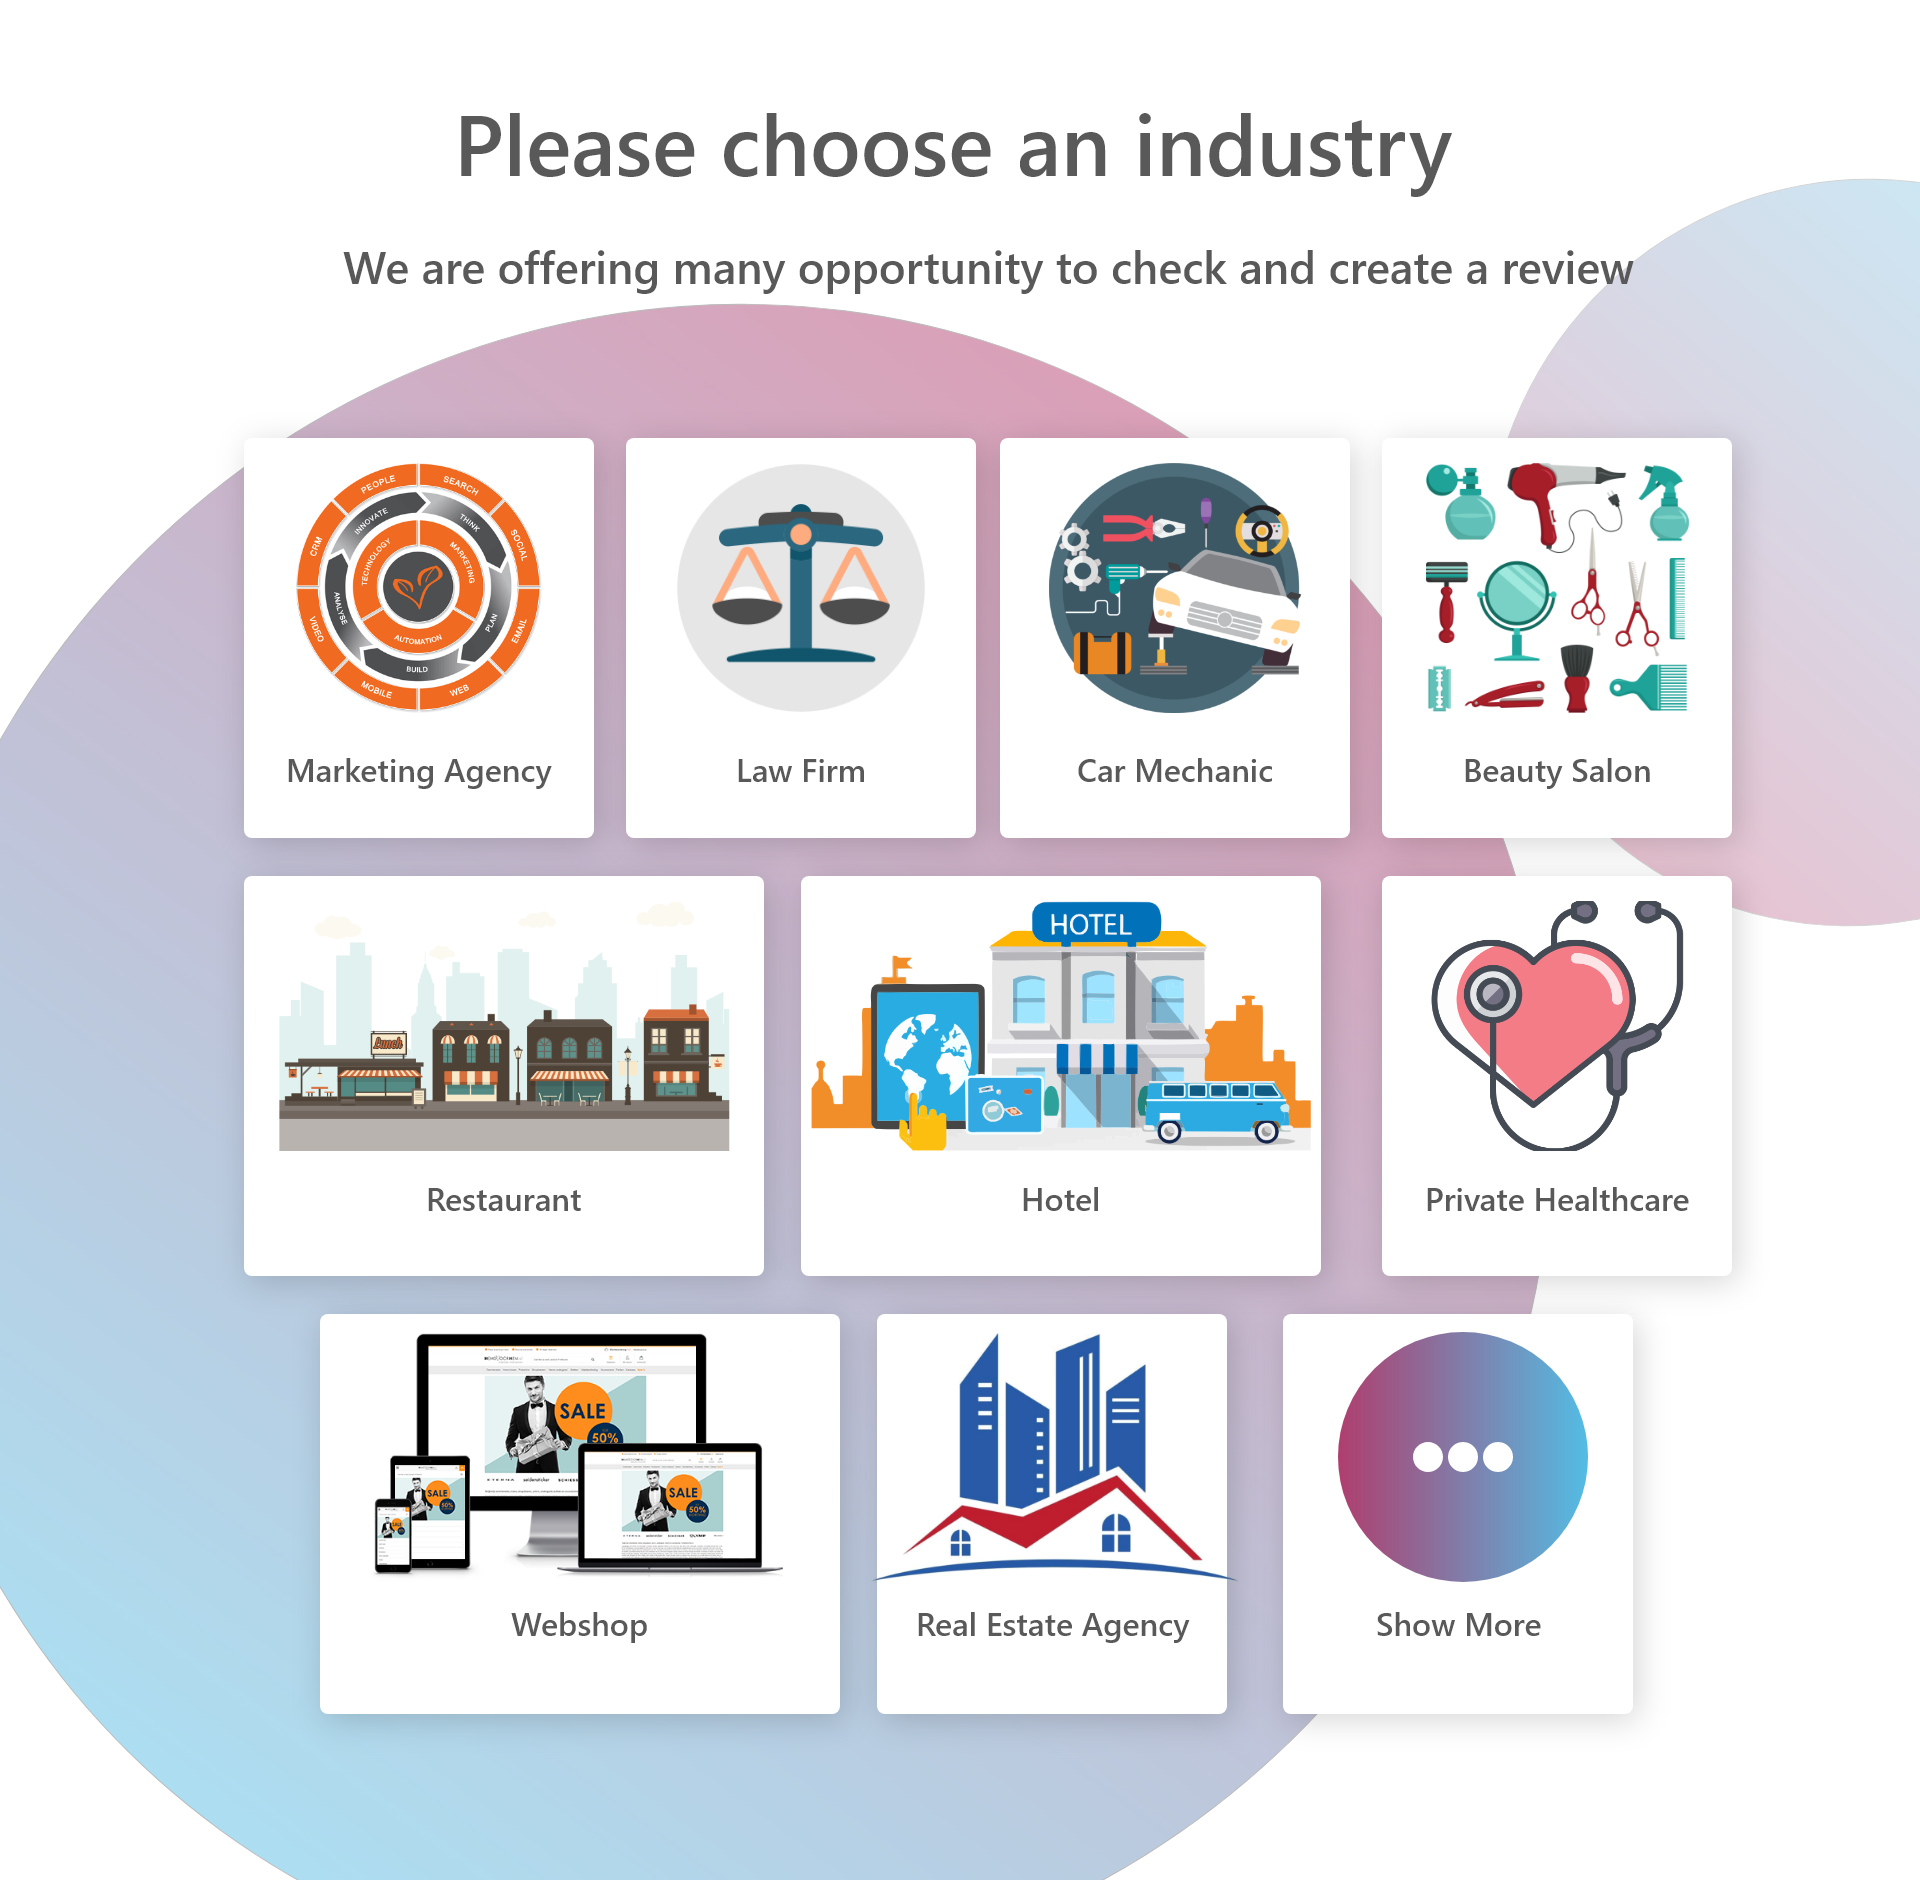 Please choose an industry
We are offering many opportunity to check and create a review
PEOPLE
SEARCH
SOCIAL
EMAIL
WEB
MOBILE
VIDEO
CRM
INNOVATE
THINK
PLAN
BUILD
ANALYSE
TECHNOLOGY
MARKETING
AUTOMATION
Marketing Agency
Law Firm
Car Mechanic
Beauty Salon
Lunch
HOTEL
Restaurant
Hotel
Private Healthcare
SALE
50%
SALE
50%
SALE
50%
SALE
Webshop
Real Estate Agency
Show More